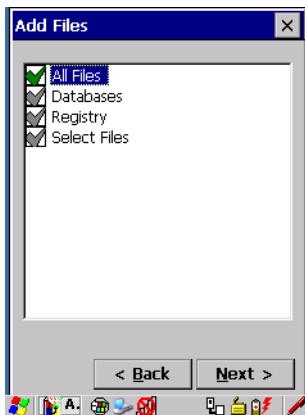 Add Files
All Files
Databases
Registry
Select Files
< Back
Next >
A.